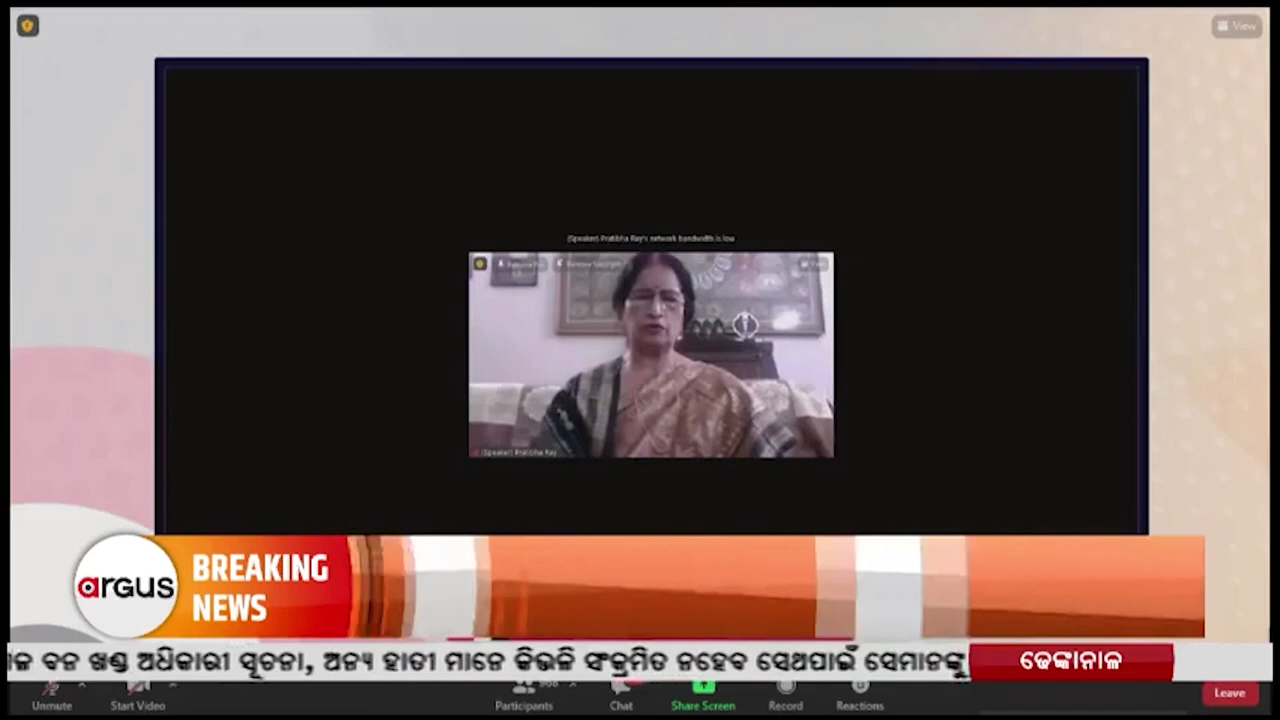 View
(Speaker) Pratibha Ray's network bandwidth is low
(Speaker) Pratibha Ray
argus
BREAKING
NEWS
ବନ ଖଣ୍ଡ ଅଧିକାରୀ ସୂଚନା, ଅନ୍ୟ ହାତୀ ମାନେ କିଭଳି ସଂକ୍ରମିତ ନହେବ ସେଥିପାଇଁ ସେମାନଙ୍କୁ
ଢେଙ୍କାନାଳ
Unmute
Start Video
Participants
Chat
Share Screen
Record
Reactions
Leave